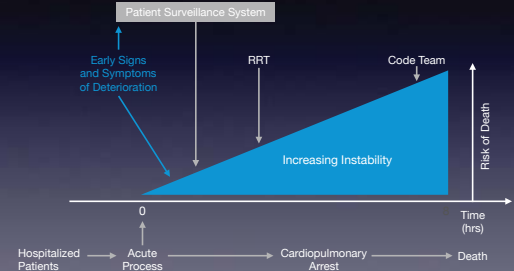 Patient Surveillance System
Early Signs
and Symptoms
of Deterioration
RRT
Code Team
Increasing Instability
Risk of Death
0
Time
(hrs)
Hospitalized
Patients
Acute
Process
Cardiopulmonary
Arrest
Death